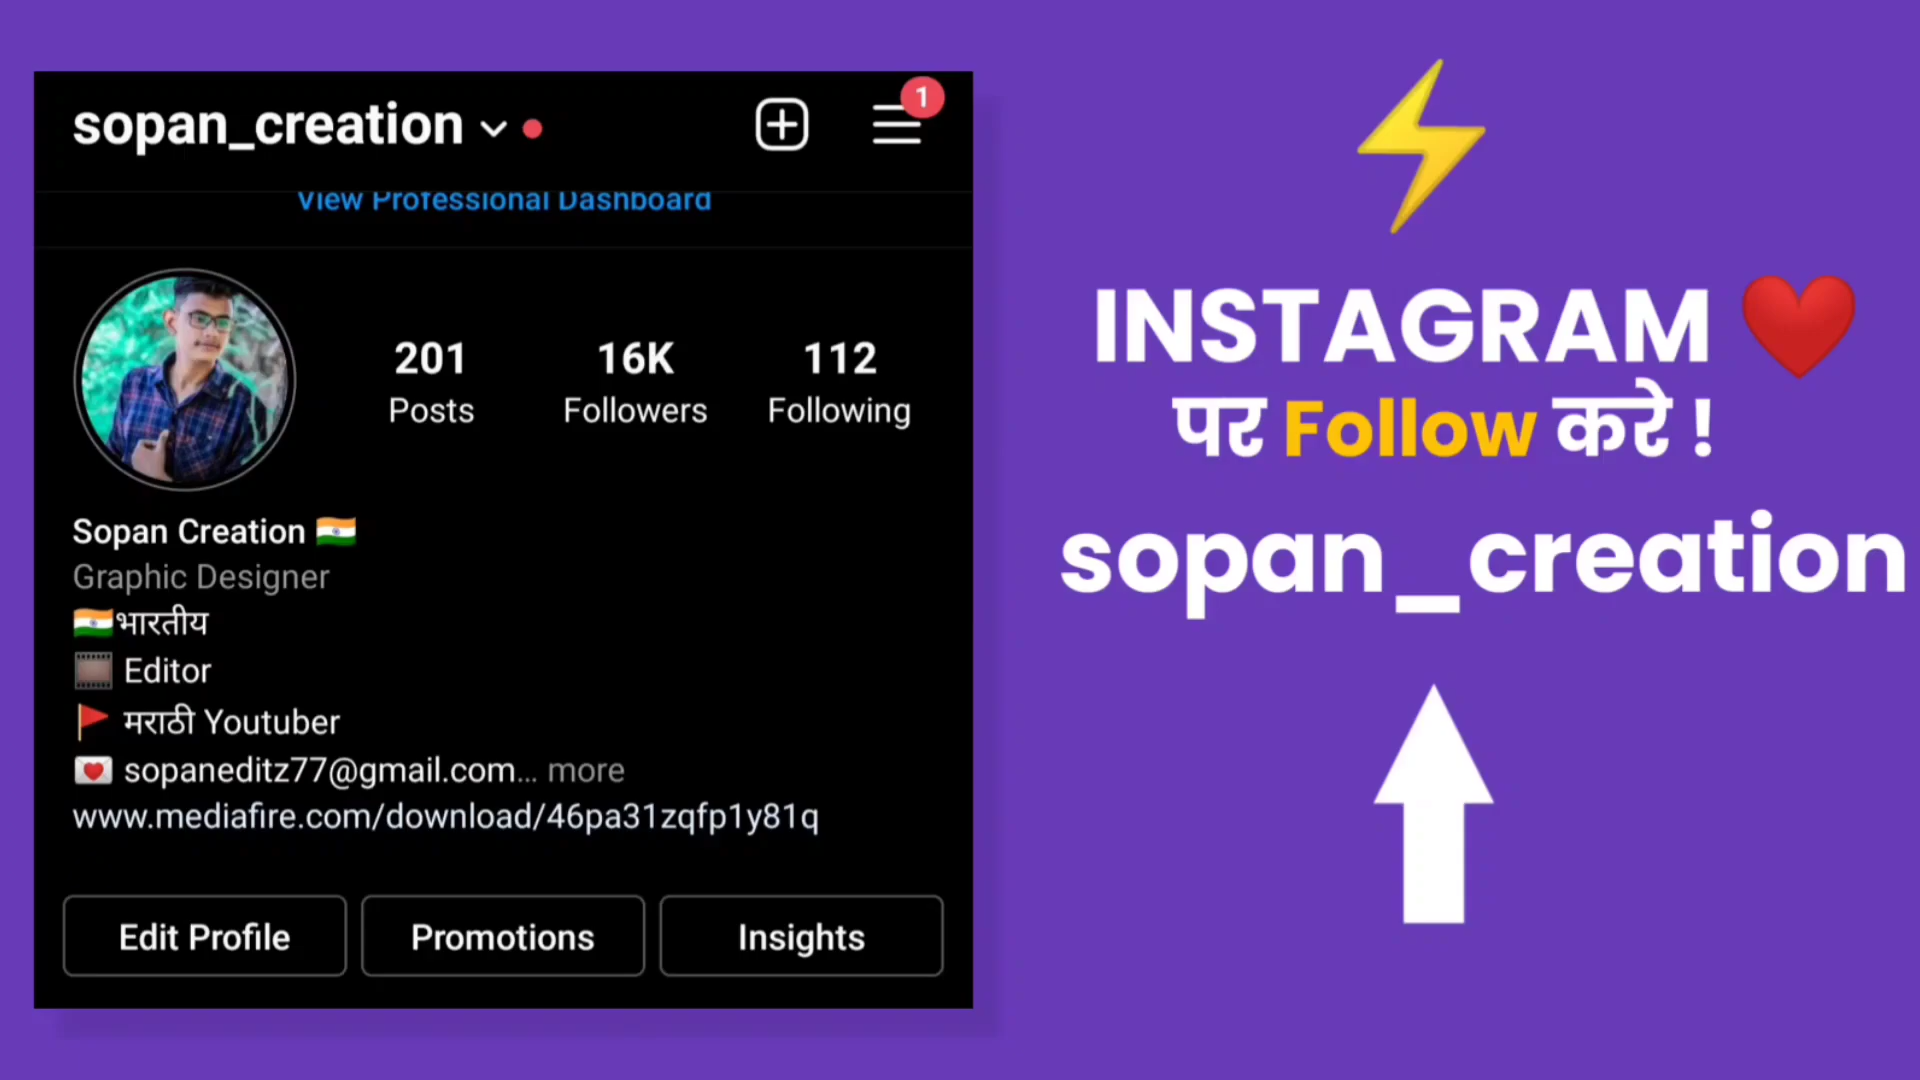 sopan_creation
1
View Professional Dashboard
201 16K 112
Posts Followers Following
Sopan Creation 🇮🇳
Graphic Designer
🇮🇳भारतीय
🎞️ Editor
🚩 मराठी Youtuber
💌 sopaneditz77@gmail.com... more
www.mediafire.com/download/46pa31zqfp1y81q
Edit Profile Promotions Insights
⚡
INSTAGRAM ❤️
पर Follow करे !
sopan_creation